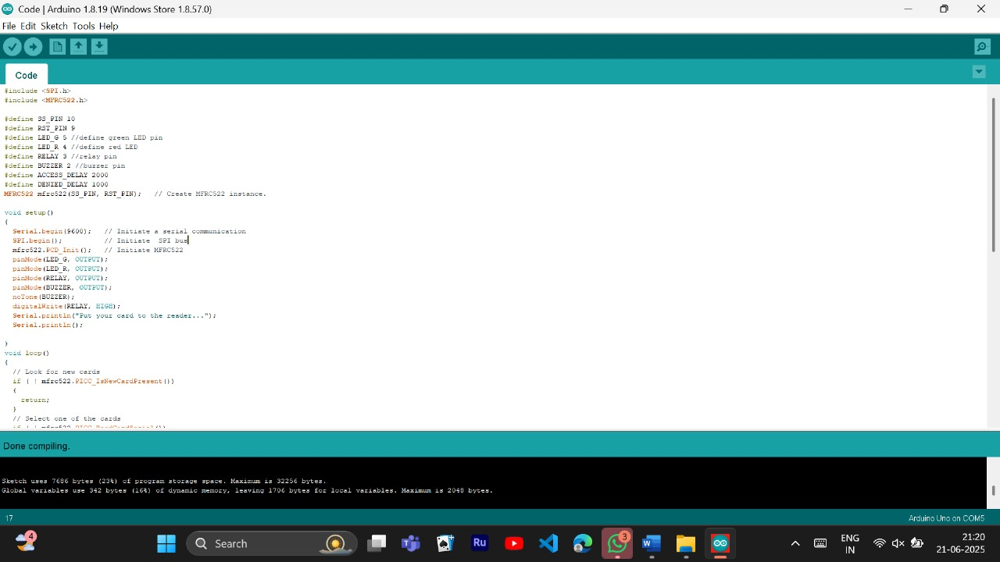 Code | Arduino 1.8.19 (Windows Store 1.8.57.0)
File Edit Sketch Tools Help
Code
#include <SPI.h>
#include <MFRC522.h>
#define SS_PIN 10
#define RST_PIN 9
#define LED_G 5 //define green LED pin
#define LED_R 4 //define red LED
#define RELAY 3 //relay pin
#define BUZZER 2 //buzzer pin
#define ACCESS_DELAY 2000
#define DENIED_DELAY 1000
MFRC522 mfrc522(SS_PIN, RST_PIN);   // Create MFRC522 instance.
void setup()
{
  Serial.begin(9600);   // Initiate a serial communication
  SPI.begin();          // Initiate  SPI bus
  mfrc522.PCD_Init();   // Initiate MFRC522
  pinMode(LED_G, OUTPUT);
  pinMode(LED_R, OUTPUT);
  pinMode(RELAY, OUTPUT);
  pinMode(BUZZER, OUTPUT);
  noTone(BUZZER);
  digitalWrite(RELAY, HIGH);
  Serial.println("Put your card to the reader...");
  Serial.println();
}
void loop()
{
  // Look for new cards
  if ( ! mfrc522.PICC_IsNewCardPresent())
  {
    return;
  }
  // Select one of the cards
  if ( ! mfrc522.PICC_ReadCardSerial())
Done compiling.
Sketch uses 7686 bytes (23%) of program storage space. Maximum is 32256 bytes.
Global variables use 342 bytes (16%) of dynamic memory, leaving 1706 bytes for local variables. Maximum is 2048 bytes.
17
Arduino Uno on COM5
4
Search
Ru
3
ENG
IN
21:20
21-06-2025